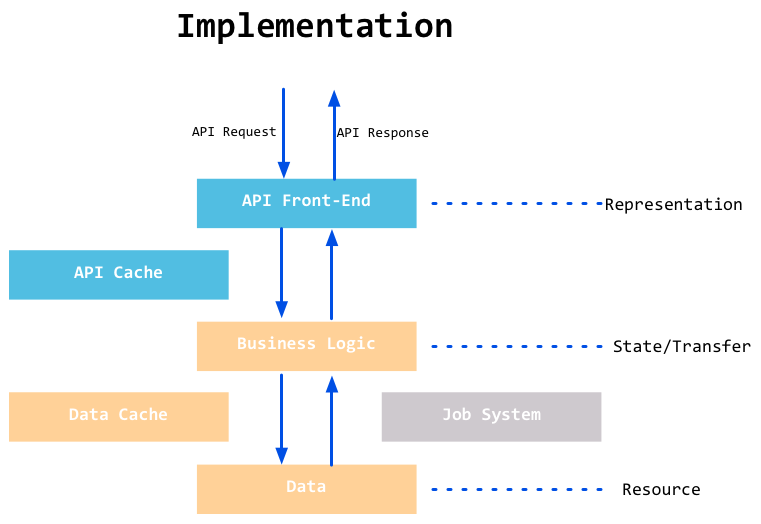 Implementation
API Request
API Response
API Front-End
Representation
API Cache
Business Logic
State/Transfer
Data Cache
Job System
Data
Resource